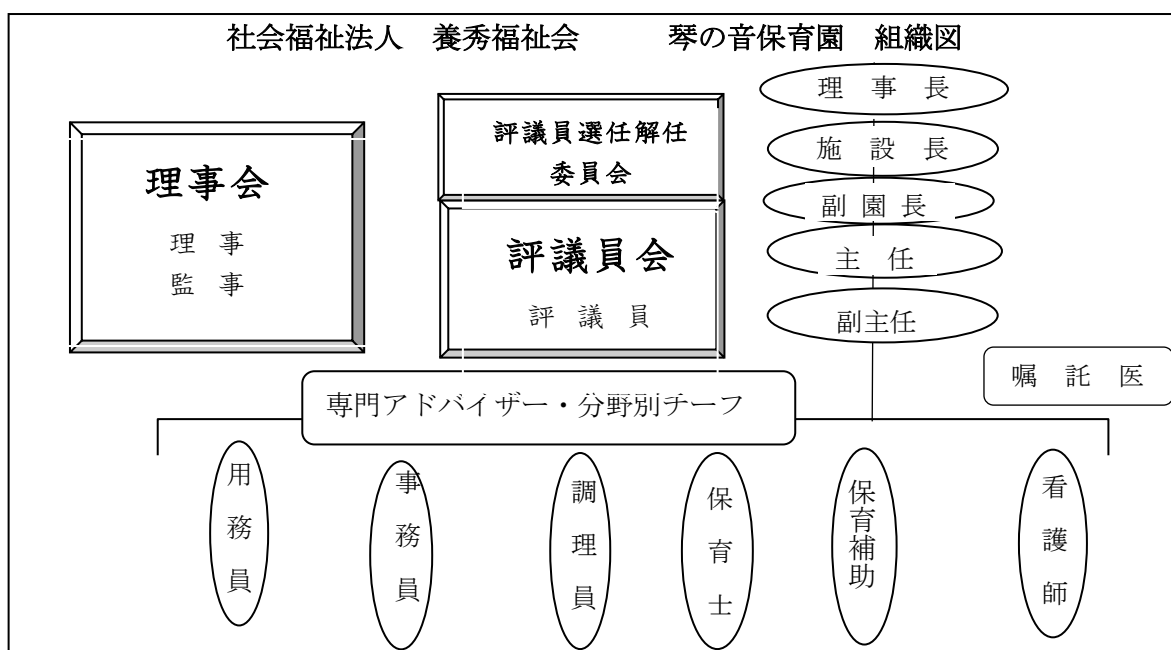 社会福祉法人　養秀福祉会　　琴の音保育園　組織図
理事会
理　事
監　事
評議員選任解任
委員会
評議員会
評　議　員
理　事　長
施　設　長
副　園　長
主　任
副主任
嘱　託　医
専門アドバイザー・分野別チーフ
用務員
事務員
調理員
保育士
保育補助
看護師